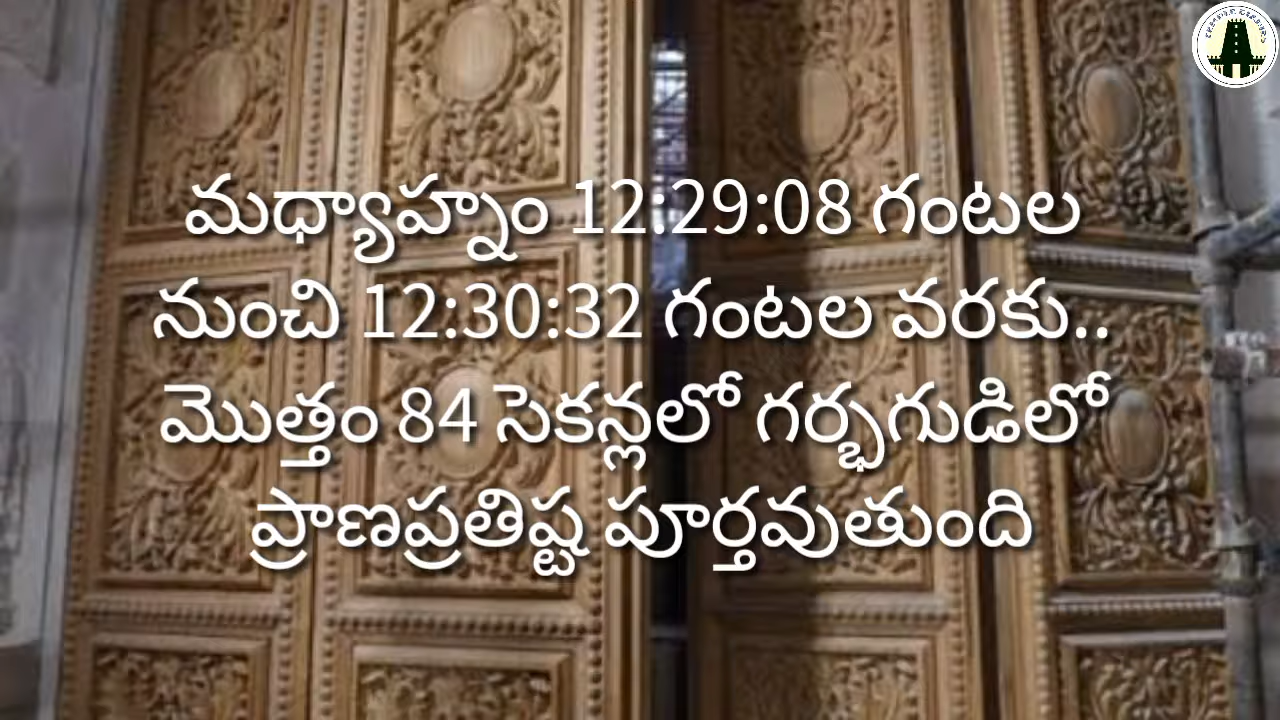 మధ్యాహ్నం 12:29:08 గంటల
నుంచి 12:30:32 గంటల వరకు..
మొత్తం 84 సెకన్లలో గర్భగుడిలో
ప్రాణప్రతిష్ట పూర్తవుతుంది